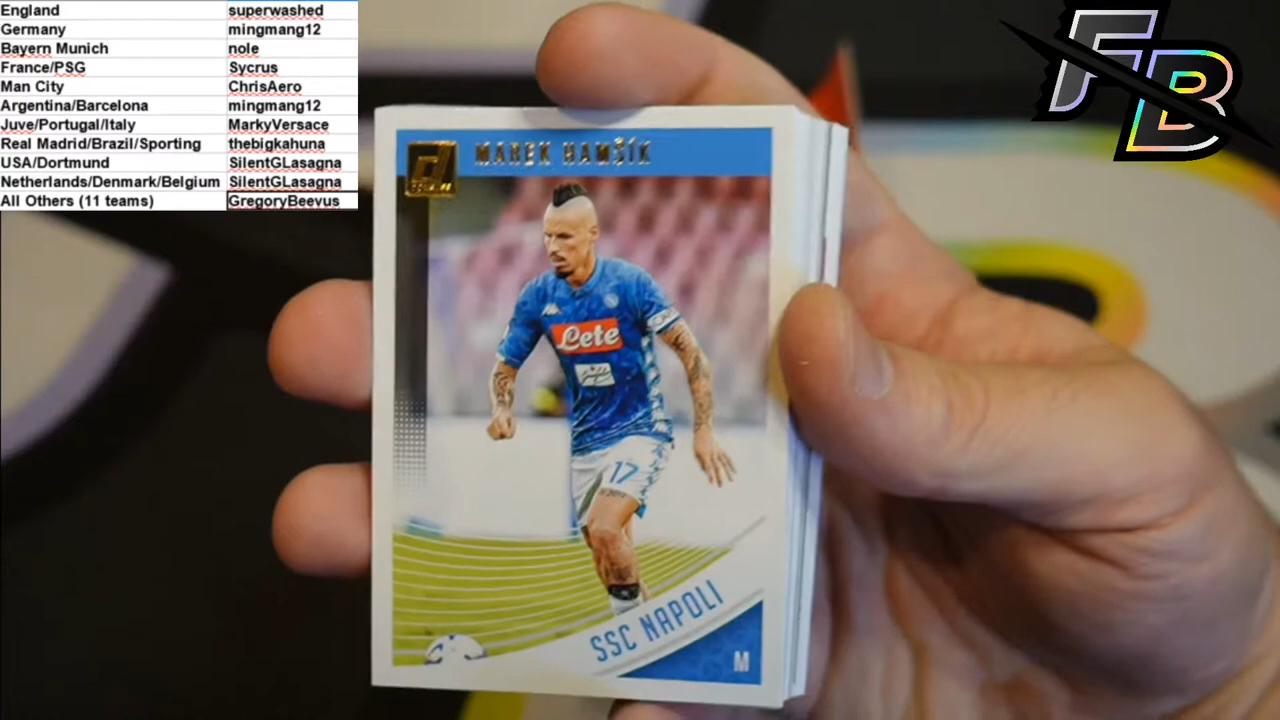 England superwashed
Germany mingmang12
Bayern Munich nole
France/PSG Sycrus
Man City ChrisAero
Argentina/Barcelona mingmang12
Juve/Portugal/Italy MarkyVersace
Real Madrid/Brazil/Sporting thebigkahuna
USA/Dortmund SilentGLasagna
Netherlands/Denmark/Belgium SilentGLasagna
All Others (11 teams) GregoryBeevus
FB
MAREK HAMŠÍK
Lete
17
SSC NAPOLI
M